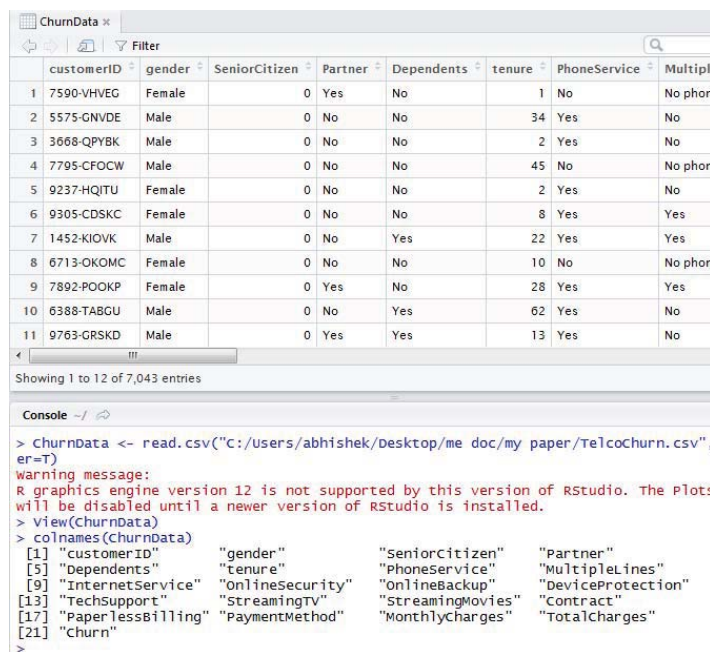 ChurnData ×
Filter
customerID gender SeniorCitizen Partner Dependents tenure PhoneService Multipl
1 7590-VHVEG Female 0 Yes No 1 No No phor
2 5575-GNVDE Male 0 No No 34 Yes No
3 3668-QPYBK Male 0 No No 2 Yes No
4 7795-CFOCW Male 0 No No 45 No No phor
5 9237-HQITU Female 0 No No 2 Yes No
6 9305-CDSKC Female 0 No No 8 Yes Yes
7 1452-KIOVK Male 0 No Yes 22 Yes Yes
8 6713-OKOMC Female 0 No No 10 No No phor
9 7892-POOKP Female 0 Yes No 28 Yes Yes
10 6388-TABGU Male 0 No Yes 62 Yes No
11 9763-GRSKD Male 0 Yes Yes 13 Yes No
Showing 1 to 12 of 7,043 entries
Console ~/
> ChurnData <- read.csv("C:/Users/abhishek/Desktop/me doc/my paper/TelcoChurn.csv",
er=T)
Warning message:
R graphics engine version 12 is not supported by this version of RStudio. The Plots
will be disabled until a newer version of RStudio is installed.
> View(ChurnData)
> colnames(ChurnData)
[1] "customerID" "gender" "SeniorCitizen" "Partner"
[5] "Dependents" "tenure" "PhoneService" "MultipleLines"
[9] "InternetService" "OnlineSecurity" "OnlineBackup" "DeviceProtection"
[13] "TechSupport" "StreamingTV" "StreamingMovies" "Contract"
[17] "PaperlessBilling" "PaymentMethod" "MonthlyCharges" "TotalCharges"
[21] "Churn"
>